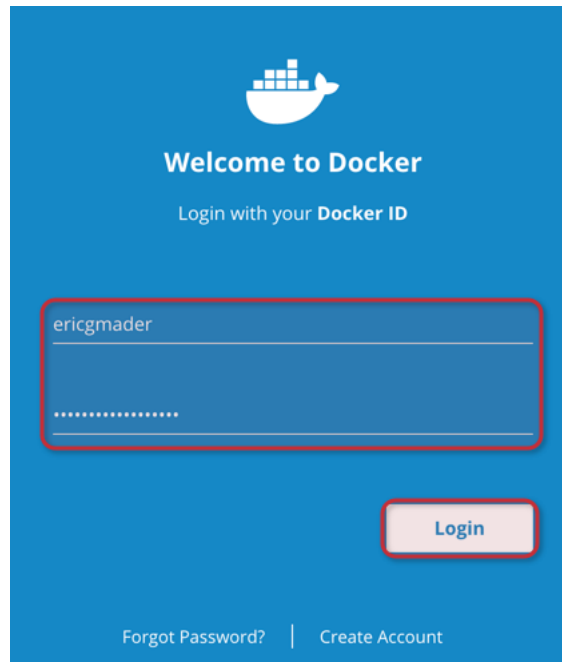 Welcome to Docker
Login with your Docker ID
ericgmader
••••••••••••••••••
Login
Forgot Password? | Create Account